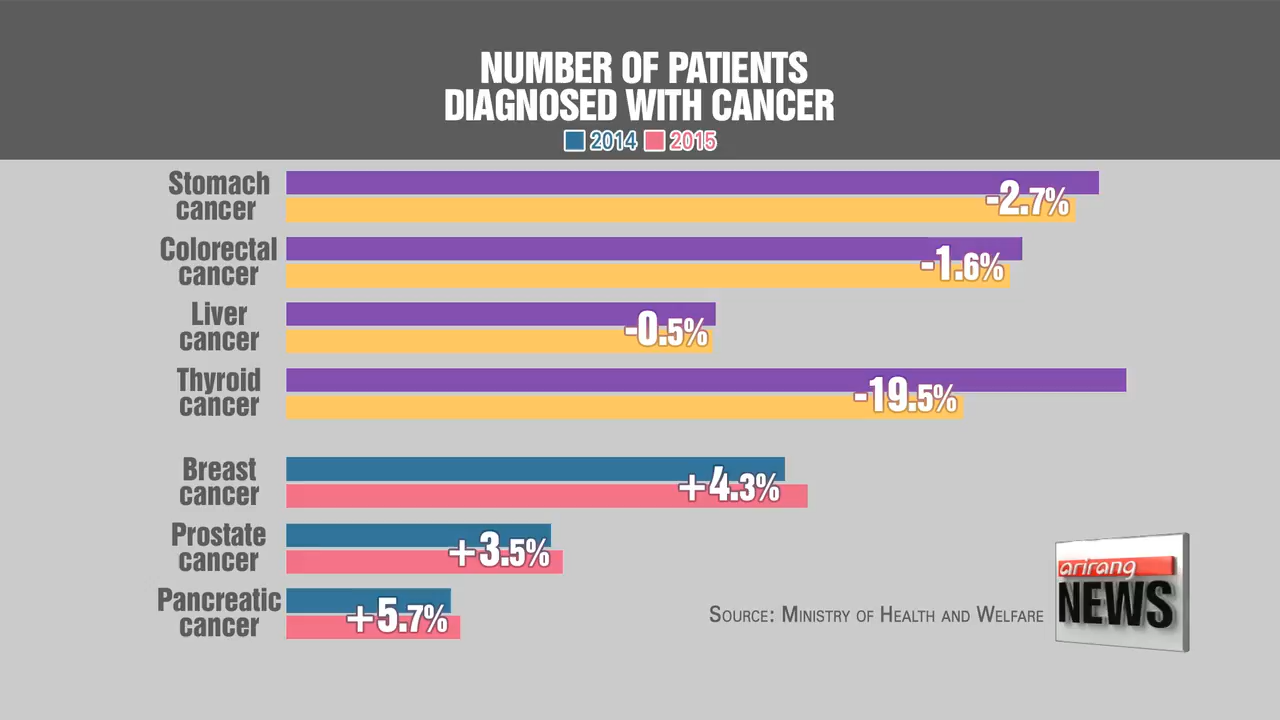 NUMBER OF PATIENTS
DIAGNOSED WITH CANCER
2014 2015
Stomach
cancer
-2.7%
Colorectal
cancer
-1.6%
Liver
cancer
-0.5%
Thyroid
cancer
-19.5%
Breast
cancer
+4.3%
Prostate
cancer
+3.5%
Pancreatic
cancer
+5.7%
SOURCE: MINISTRY OF HEALTH AND WELFARE
arirang
NEWS